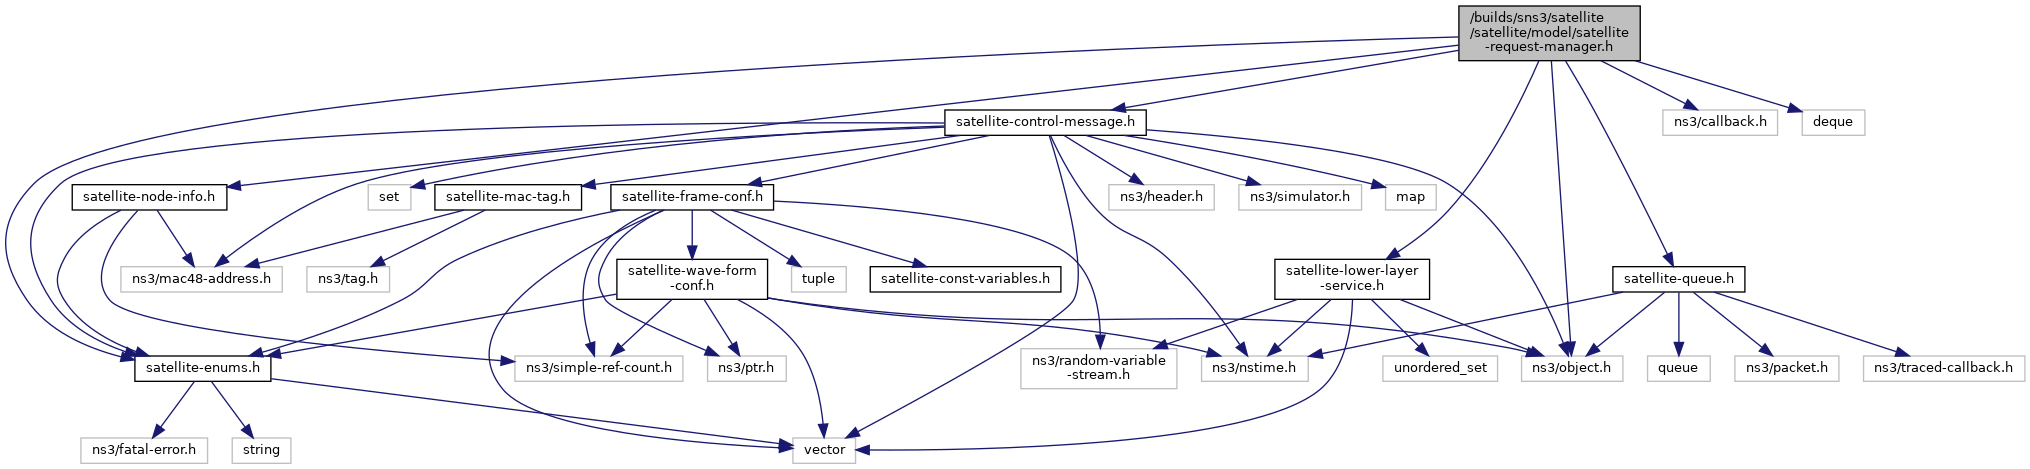 /builds/sns3/satellite
/satellite/model/satellite
-request-manager.h
satellite-control-message.h
ns3/callback.h
deque
satellite-node-info.h
set
satellite-mac-tag.h
satellite-frame-conf.h
ns3/header.h
ns3/simulator.h
map
ns3/mac48-address.h
ns3/tag.h
satellite-wave-form
-conf.h
tuple
satellite-const-variables.h
satellite-lower-layer
-service.h
satellite-queue.h
satellite-enums.h
ns3/simple-ref-count.h
ns3/ptr.h
ns3/random-variable
-stream.h
ns3/nstime.h
unordered_set
ns3/object.h
queue
ns3/packet.h
ns3/traced-callback.h
ns3/fatal-error.h
string
vector